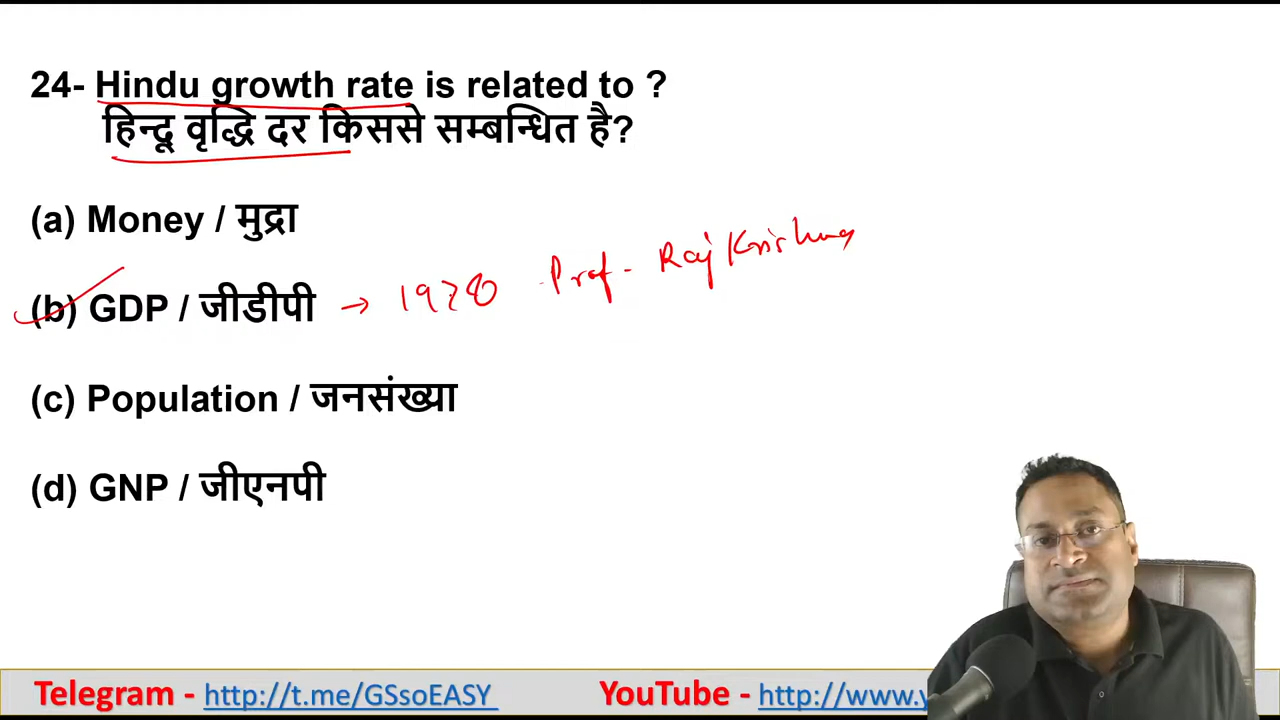 24- Hindu growth rate is related to ?
हिन्दू वृद्धि दर किससे सम्बन्धित है?
(a) Money / मुद्रा
(b) GDP / जीडीपी → 1978 Prof- Raj Krishna
(c) Population / जनसंख्या
(d) GNP / जीएनपी
Telegram - http://t.me/GSsoEASY YouTube - http://www.y